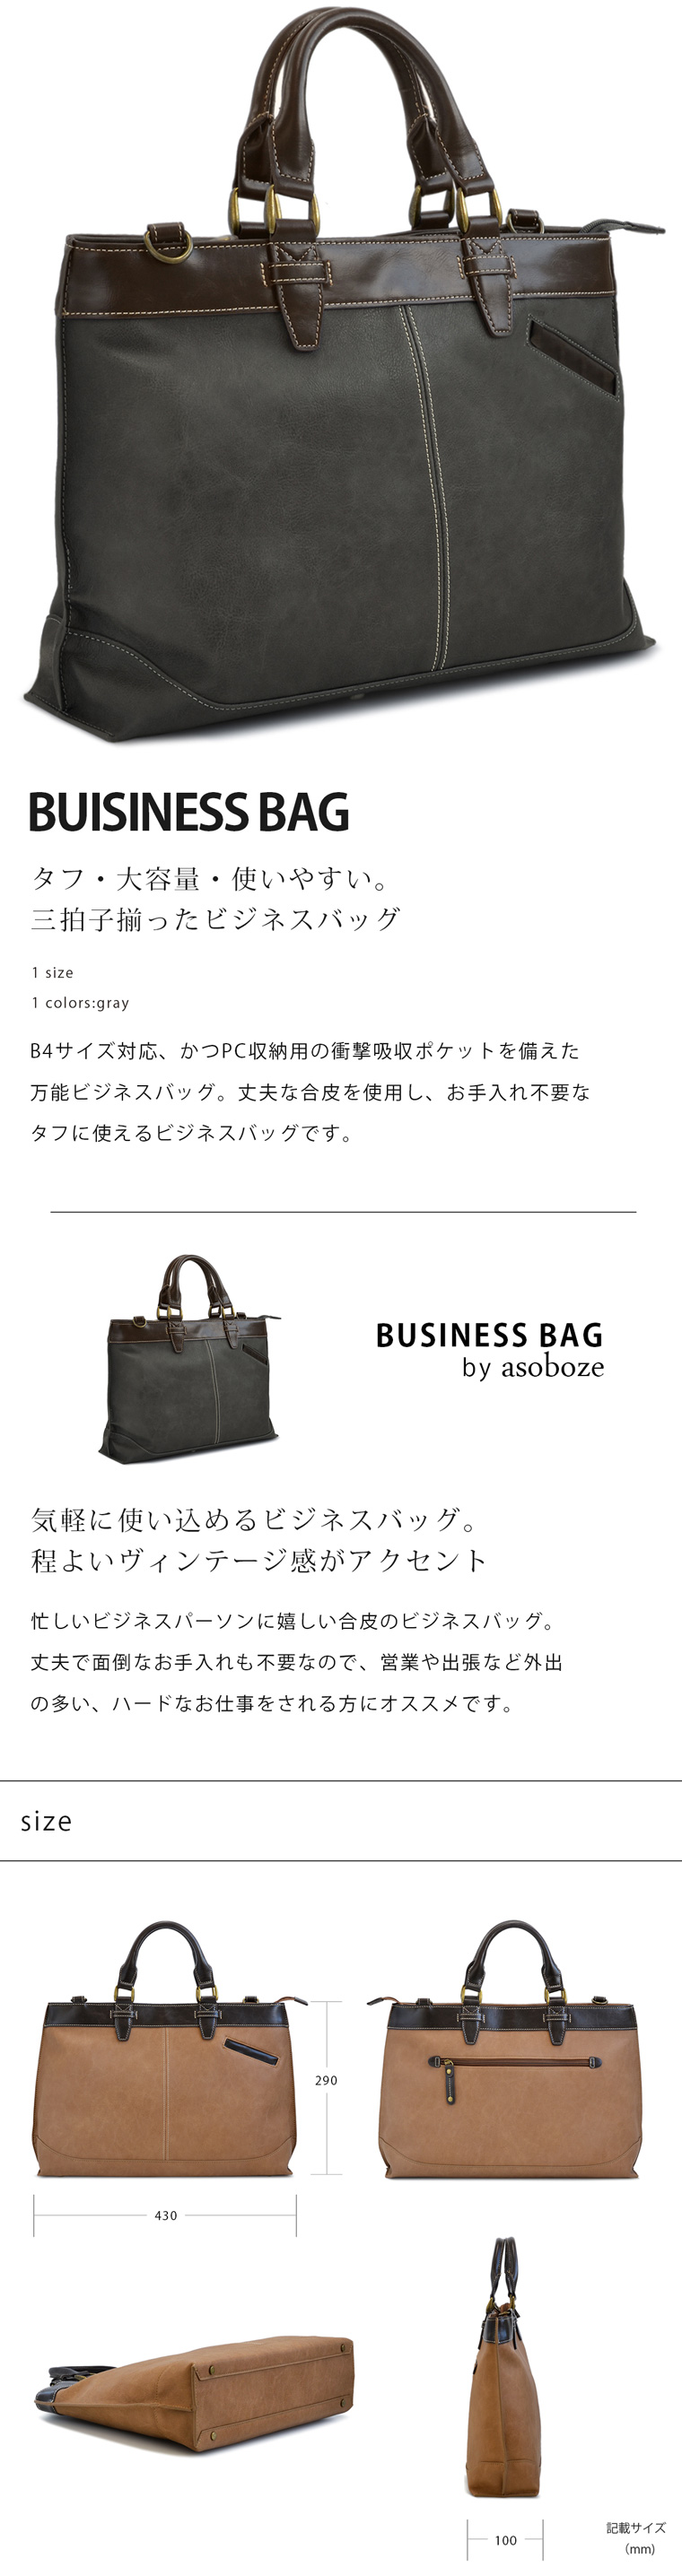 BUISINESS BAG
タフ・大容量・使いやすい。
三拍子揃ったビジネスバッグ
1 size
1 colors:gray
B4サイズ対応、かつPC収納用の衝撃吸収ポケットを備えた
万能ビジネスバッグ。丈夫な合皮を使用し、お手入れ不要な
タフに使えるビジネスバッグです。
BUSINESS BAG
by asoboze
気軽に使い込めるビジネスバッグ。
程よいヴィンテージ感がアクセント
忙しいビジネスパーソンに嬉しい合皮のビジネスバッグ。
丈夫で面倒なお手入れも不要なので、営業や出張など外出
の多い、ハードなお仕事をされる方にオススメです。
size
290
430
100
記載サイズ
（mm）